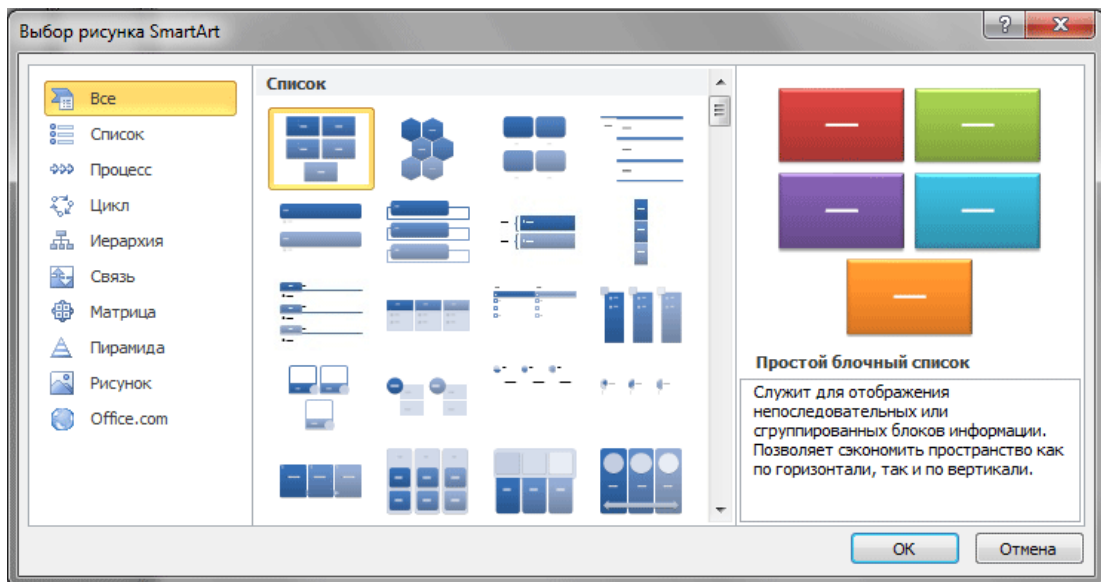 Выбор рисунка SmartArt
Все
Список
Процесс
Цикл
Иерархия
Связь
Матрица
Пирамида
Рисунок
Office.com
Список
Простой блочный список
Служит для отображения
непоследовательных или
сгруппированных блоков информации.
Позволяет сэкономить пространство как
по горизонтали, так и по вертикали.
ОК
Отмена